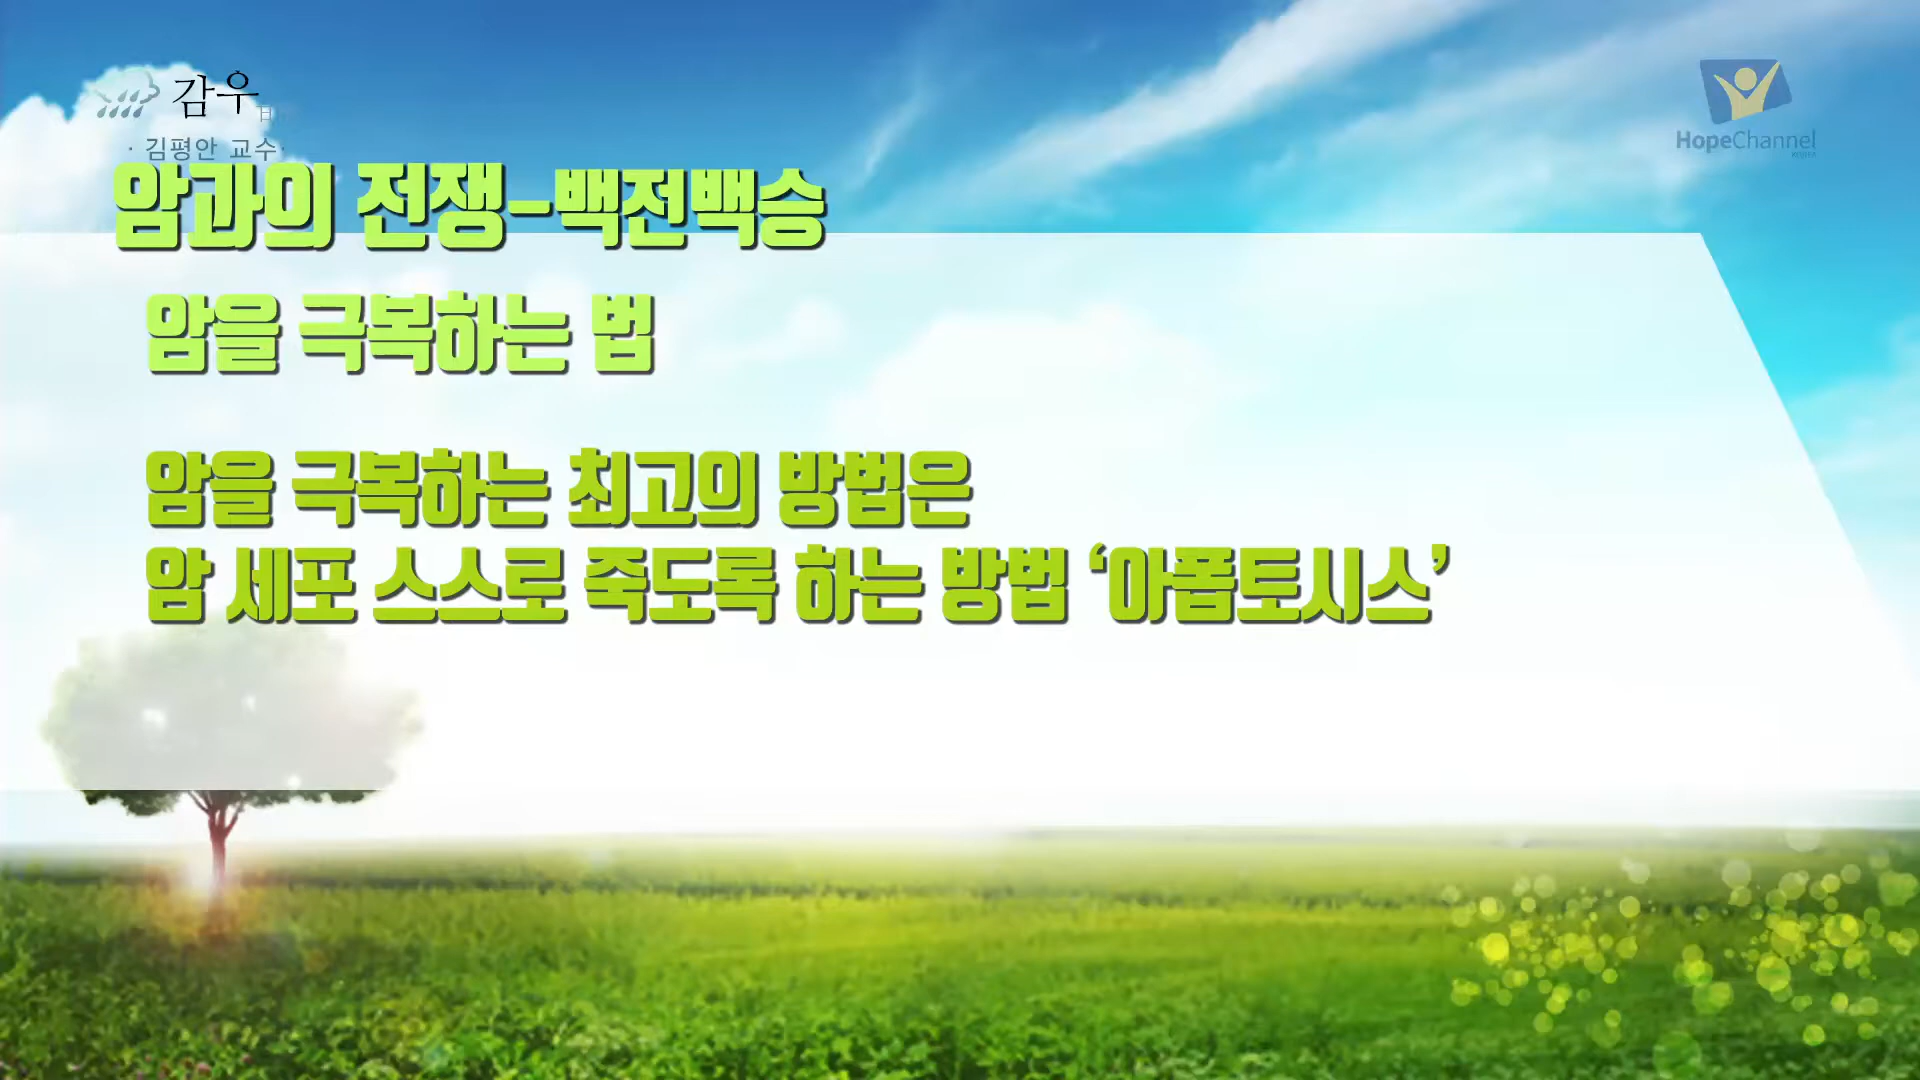 감우
· 김평안 교수·
HopeChannel
암과의 전쟁-백전백승
암을 극복하는 법
암을 극복하는 최고의 방법은
암 세포 스스로 죽도록 하는 방법 ‘아폽토시스’